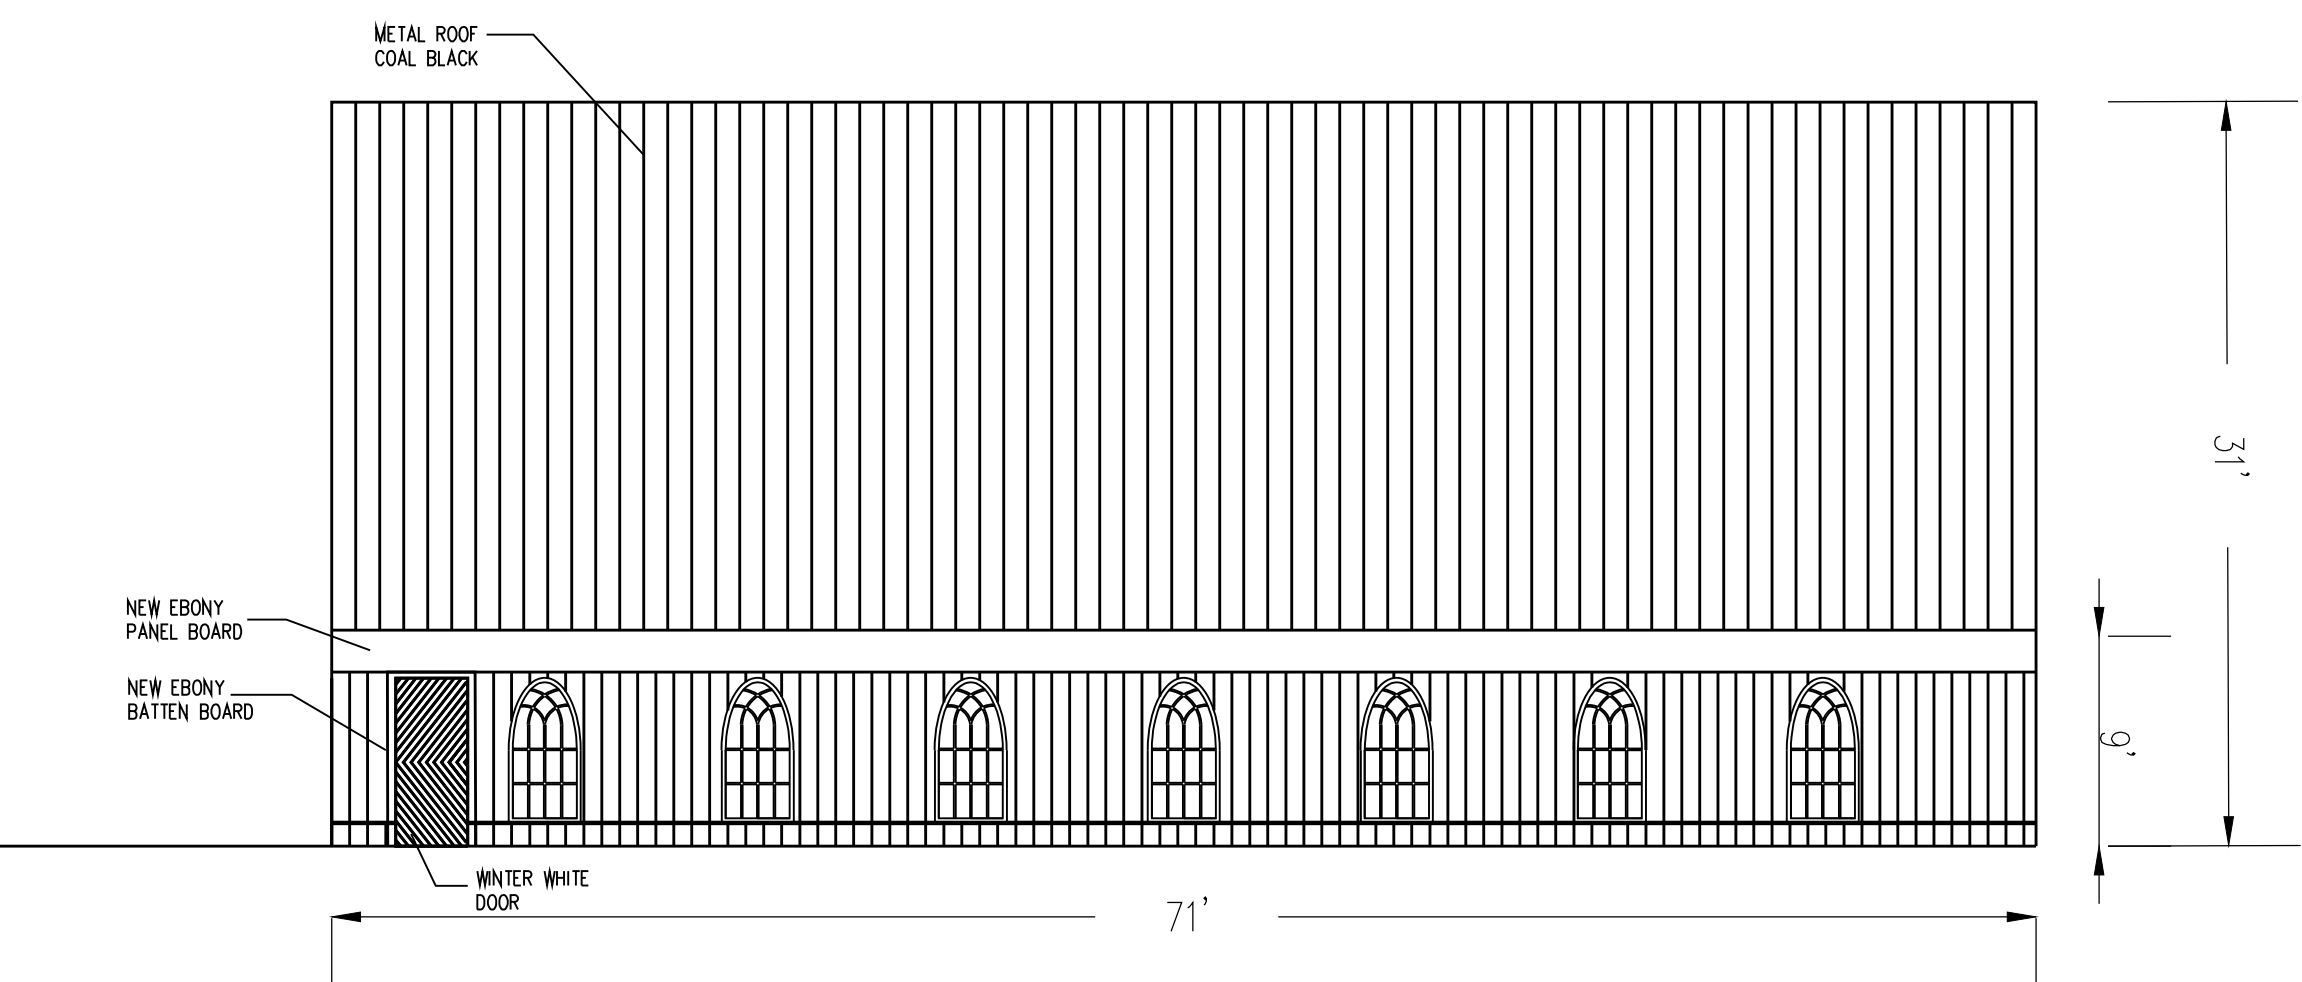 METAL ROOF
COAL BLACK
31'
NEW EBONY
PANEL BOARD
NEW EBONY
BATTEN BOARD
9'
WINTER WHITE
DOOR
71'